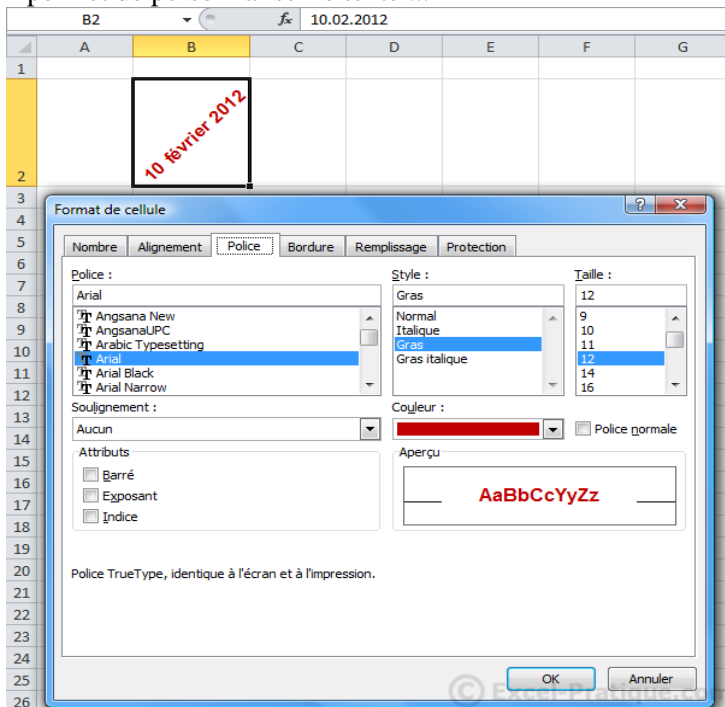 B2 fx 10.02.2012
A B C D E F G
1
10 février 2012
2
3
Format de cellule
4
5
Nombre Alignement Police Bordure Remplissage Protection
6
Police : Style : Taille :
7
Arial Gras 12
8
Angsana New Normal 9
9
AngsanaUPC Italique 10
10
Arabic Typesetting Gras 11
Arial Gras italique 12
11
Arial Black 14
12
Arial Narrow 16
13
Soulignement : Couleur :
14
Aucun Police normale
15
Attributs Aperçu
Barré
16
Exposant AaBbCcYyZz
17
Indice
18
19
20
Police TrueType, identique à l'écran et à l'impression.
21
22
23
24
25
OK Annuler
© Excel-Pratique.com
26